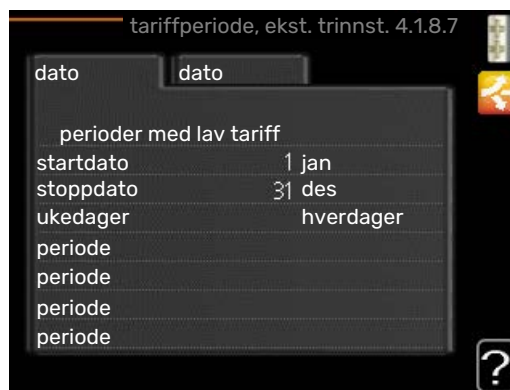 tariffperiode, ekst. trinnst. 4.1.8.7
dato dato
perioder med lav tariff
startdato 1 jan
stoppdato 31 des
ukedager hverdager
periode
periode
periode
periode
?